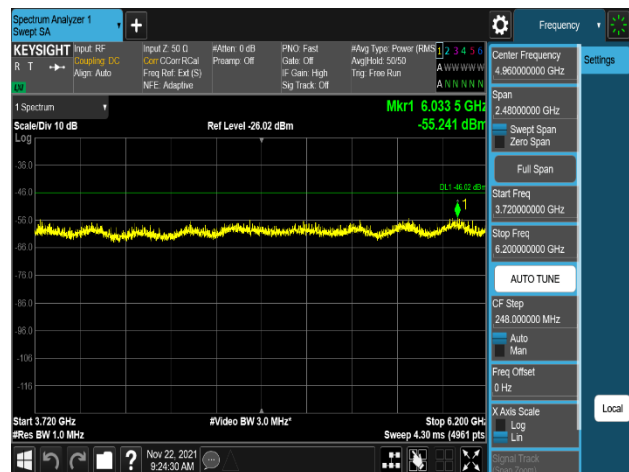 Spectrum Analyzer 1
Swept SA
Frequency
KEYSIGHT
R T
Input: RF
Coupling: DC
Align: Auto
Input Z: 50 Ω
Corr CCorr RCal
Freq Ref: Ext (S)
NFE: Adaptive
#Atten: 0 dB
Preamp: Off
PNO: Fast
Gate: Off
IF Gain: High
Sig Track: Off
#Avg Type: Power (RMS
Avg|Hold: 50/50
Trig: Free Run
1 2 3 4 5 6
A W W W W W
A N N N N N
1 Spectrum
Scale/Div 10 dB
Log
Ref Level -26.02 dBm
Mkr1 6.033 5 GHz
-55.241 dBm
DL1 -46.02 dBm
1
-36.0
-46.0
-56.0
-66.0
-76.0
-86.0
-96.0
-106
-116
Start 3.720 GHz
#Res BW 1.0 MHz
#Video BW 3.0 MHz*
Stop 6.200 GHz
Sweep 4.30 ms (4961 pts
Nov 22, 2021
9:24:30 AM
Center Frequency
4.960000000 GHz
Span
2.48000000 GHz
Swept Span
Zero Span
Full Span
Start Freq
3.720000000 GHz
Stop Freq
6.200000000 GHz
AUTO TUNE
CF Step
248.000000 MHz
Auto
Man
Freq Offset
0 Hz
X Axis Scale
Log
Lin
Signal Track
(Span Zoom)
Settings
Local